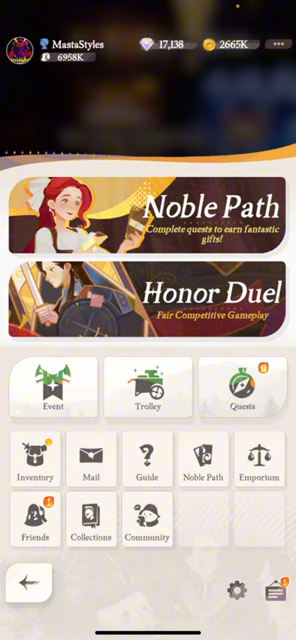 MastaStyles
17,138
2665K
6958K
Noble Path
Complete quests to earn fantastic
gifts!
Honor Duel
Fair Competitive Gameplay
Event
Trolley
Quests
Inventory
Mail
Guide
Noble Path
Emporium
Friends
Collections
Community